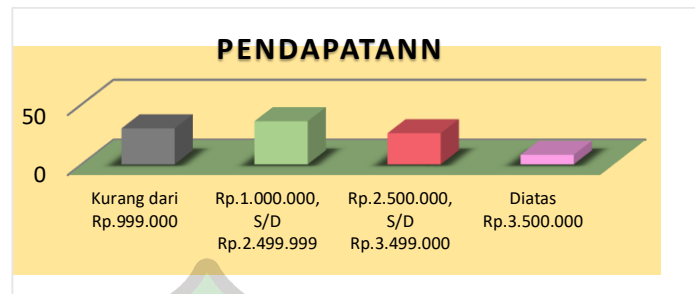 PENDAPATANN
50
0
Kurang dari
Rp.999.000
Rp.1.000.000,
S/D
Rp.2.499.999
Rp.2.500.000,
S/D
Rp.3.499.000
Diatas
Rp.3.500.000